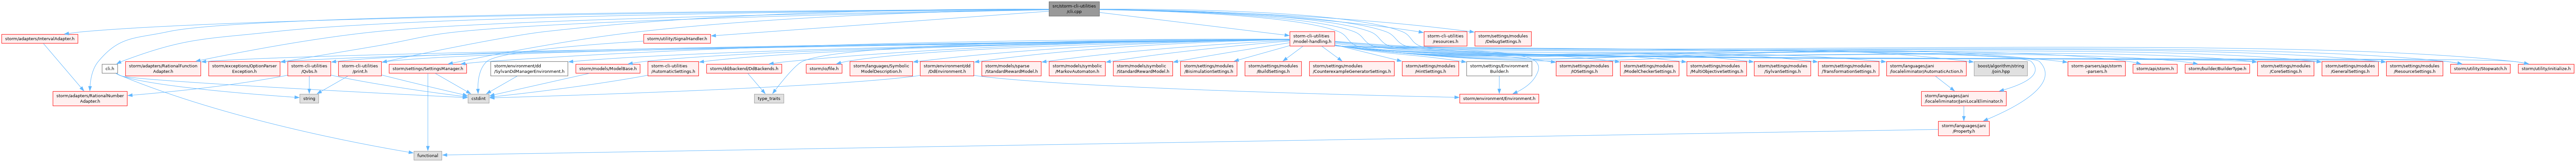 src/storm-cli-utilities
/cli.cpp
storm/adapters/IntervalAdapter.h
storm/utility/SignalHandler.h
storm-cli-utilities
/model-handling.h
storm-cli-utilities
/resources.h
storm/settings/modules
/DebugSettings.h
cli.h
storm/adapters/RationalFunction
Adapter.h
storm/exceptions/OptionParser
Exception.h
storm-cli-utilities
/Qvbs.h
storm-cli-utilities
/print.h
storm/settings/SettingsManager.h
storm/environment/dd
/SylvanDdManagerEnvironment.h
storm/models/ModelBase.h
storm-cli-utilities
/AutomaticSettings.h
storm/dd/backend/DdBackends.h
storm/io/file.h
storm/languages/Symbolic
ModelDescription.h
storm/environment/dd
/DdEnvironment.h
storm/models/sparse
/StandardRewardModel.h
storm/models/symbolic
/MarkovAutomaton.h
storm/models/symbolic
/StandardRewardModel.h
storm/settings/modules
/BisimulationSettings.h
storm/settings/modules
/BuildSettings.h
storm/settings/modules
/CounterexampleGeneratorSettings.h
storm/settings/modules
/HintSettings.h
storm/settings/Environment
Builder.h
storm/settings/modules
/IOSettings.h
storm/settings/modules
/ModelCheckerSettings.h
storm/settings/modules
/MultiObjectiveSettings.h
storm/settings/modules
/SylvanSettings.h
storm/settings/modules
/TransformationSettings.h
storm/languages/jani
/localeliminator/AutomaticAction.h
boost/algorithm/string
/join.hpp
storm-parsers/api/storm
-parsers.h
storm/api/storm.h
storm/builder/BuilderType.h
storm/settings/modules
/CoreSettings.h
storm/settings/modules
/GeneralSettings.h
storm/settings/modules
/ResourceSettings.h
storm/utility/Stopwatch.h
storm/utility/initialize.h
storm/adapters/RationalNumber
Adapter.h
string
cstdint
type_traits
storm/environment/Environment.h
storm/languages/jani
/localeliminator/JaniLocalEliminator.h
storm/languages/jani
/Property.h
functional